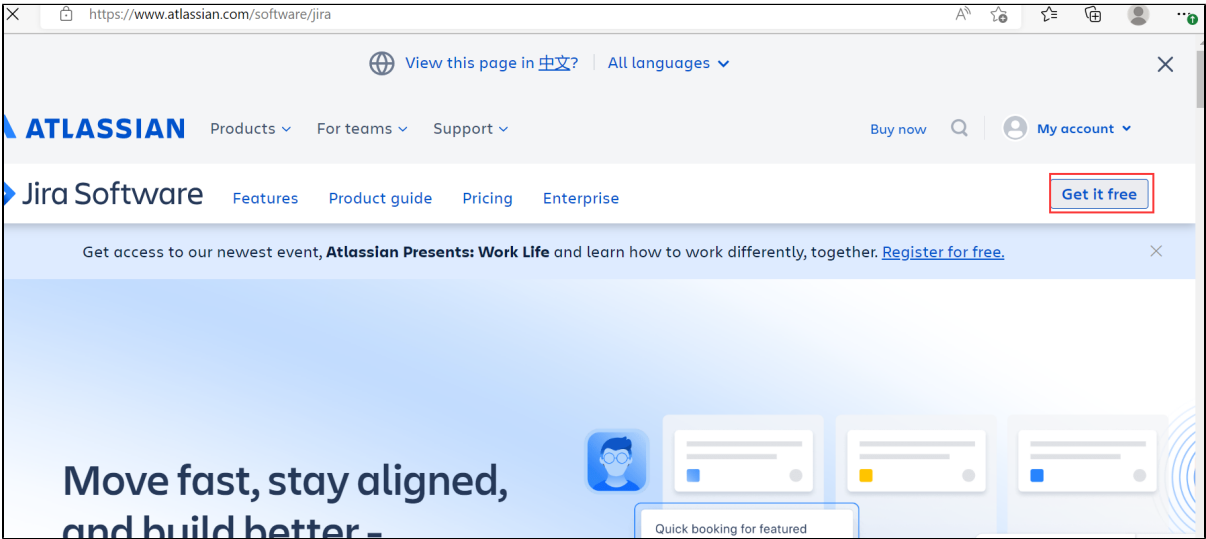 https://www.atlassian.com/software/jira
View this page in 中文? All languages
ATLASSIAN Products For teams Support Buy now My account
Jira Software Features Product guide Pricing Enterprise Get it free
Get access to our newest event, Atlassian Presents: Work Life and learn how to work differently, together. Register for free.
Move fast, stay aligned,
and build better -
Quick booking for featured